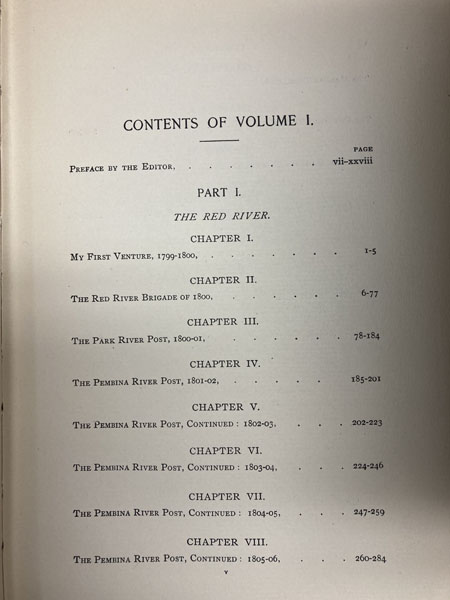 CONTENTS OF VOLUME I.
PAGE
PREFACE BY THE EDITOR, . . . . . . . vii-xxviii
PART I.
THE RED RIVER.
CHAPTER I.
MY FIRST VENTURE, 1799-1800, . . . . . . . 1-5
CHAPTER II.
THE RED RIVER BRIGADE OF 1800, . . . . . . 6-77
CHAPTER III.
THE PARK RIVER POST, 1800-01, . . . . . . 78-184
CHAPTER IV.
THE PEMBINA RIVER POST, 1801-02, . . . . . 185-201
CHAPTER V.
THE PEMBINA RIVER POST, CONTINUED: 1802-03, . . . 202-223
CHAPTER VI.
THE PEMBINA RIVER POST, CONTINUED: 1803-04, . . . 224-246
CHAPTER VII.
THE PEMBINA RIVER POST, CONTINUED: 1804-05, . . . 247-259
CHAPTER VIII.
THE PEMBINA RIVER POST, CONTINUED: 1805-06, . . . 260-284
v